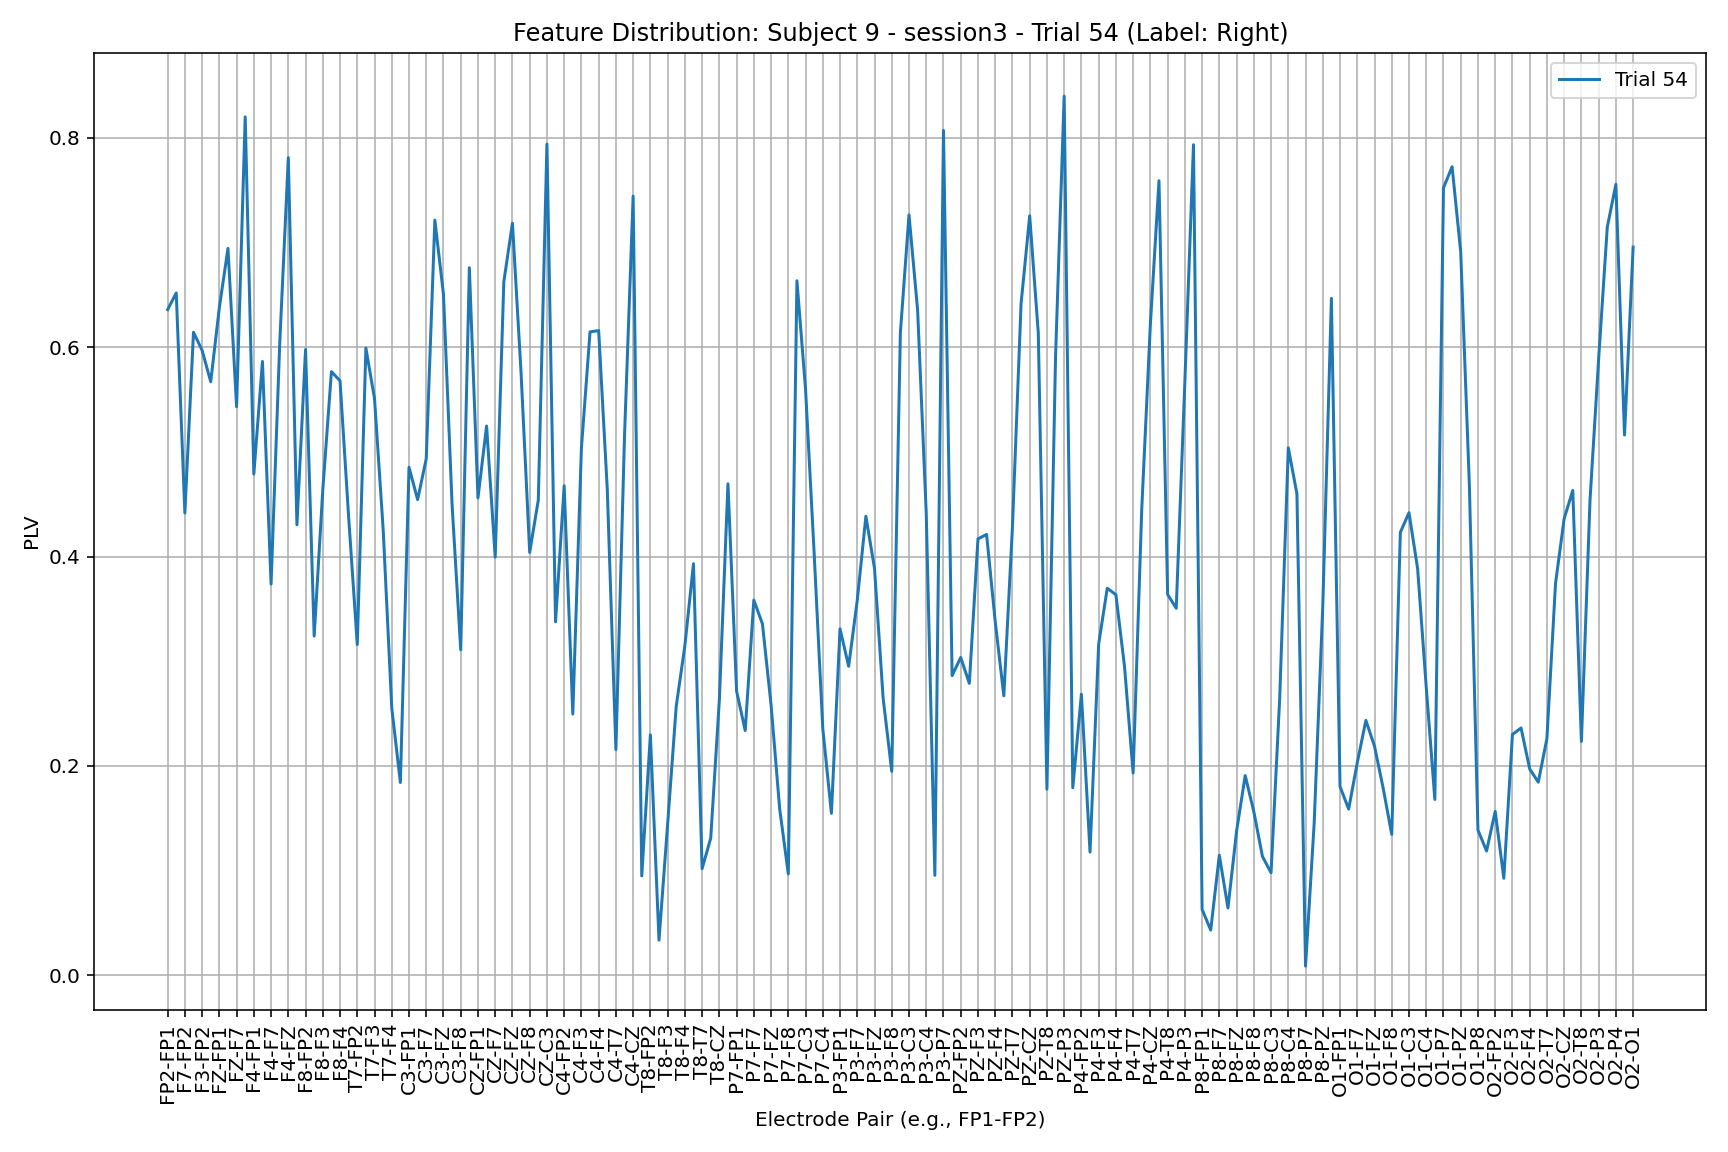 Feature Distribution: Subject 9 - session3 - Trial 54 (Label: Right)
Trial 54
PLV
0.8
0.6
0.4
0.2
0.0
FP2-FP1
F7-FP2
F3-FP2
FZ-FP1
FZ-F7
F4-FP1
F4-F7
F4-FZ
F8-FP2
F8-F3
F8-F4
T7-FP2
T7-F3
T7-F4
C3-FP1
C3-F7
C3-FZ
C3-F8
CZ-FP1
CZ-F7
CZ-FZ
CZ-F8
CZ-C3
C4-FP2
C4-F3
C4-F4
C4-T7
C4-CZ
T8-FP2
T8-F3
T8-F4
T8-T7
T8-CZ
P7-FP1
P7-F7
P7-FZ
P7-F8
P7-C3
P7-C4
P3-FP1
P3-F7
P3-FZ
P3-F8
P3-C3
P3-C4
P3-P7
PZ-FP2
PZ-F3
PZ-F4
PZ-T7
PZ-CZ
PZ-T8
PZ-P3
P4-FP2
P4-F3
P4-F4
P4-T7
P4-CZ
P4-T8
P4-P3
P8-FP1
P8-F7
P8-FZ
P8-F8
P8-C3
P8-C4
P8-P7
P8-PZ
O1-FP1
O1-F7
O1-FZ
O1-F8
O1-C3
O1-C4
O1-P7
O1-PZ
O1-P8
O2-FP2
O2-F3
O2-F4
O2-T7
O2-CZ
O2-T8
O2-P3
O2-P4
O2-O1
Electrode Pair (e.g., FP1-FP2)